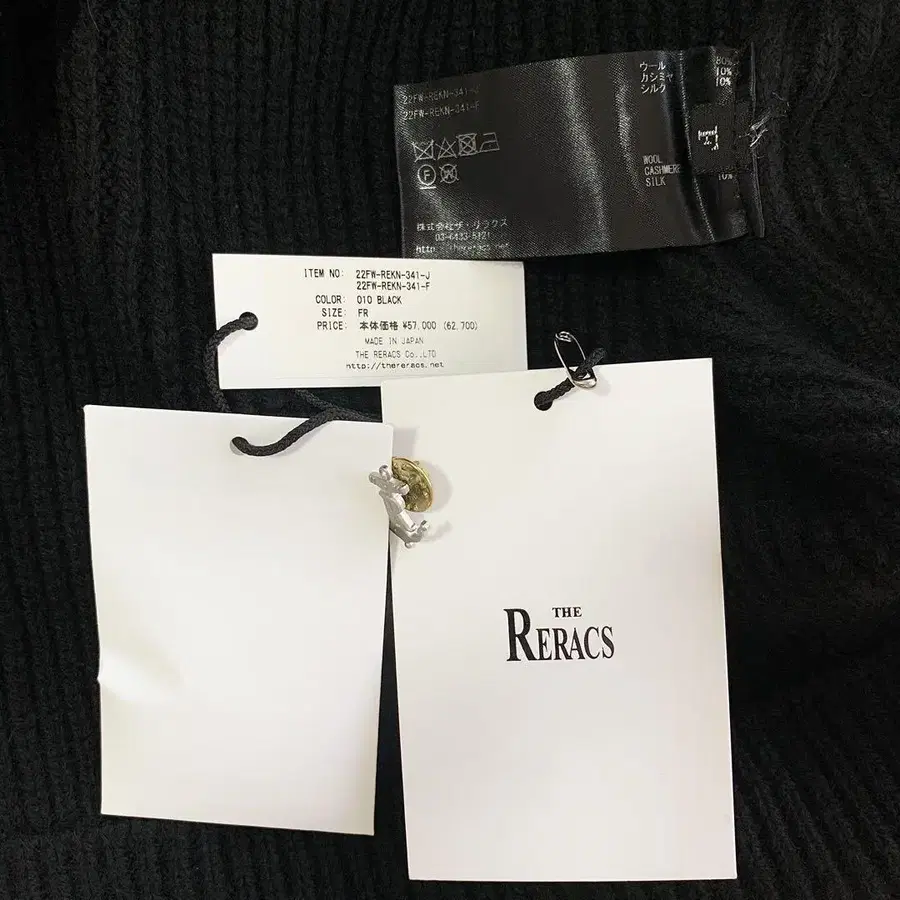 22FW-REKN-341-J
22FW-REKN-341-F
ウール 80%
カシミヤ 10%
シルク 10%
WOOL
CASHMERE
SILK 10%
株式会社ザ・リラクス
03-6433-5121
http://thereracs.net
ITEM NO: 22FW-REKN-341-J
22FW-REKN-341-F
COLOR: 010 BLACK
SIZE: FR
PRICE: 本体価格 ¥57,000 (62,700)
MADE IN JAPAN
THE RERACS Co.,LTD
http://thereracs.net
THE
RERACS